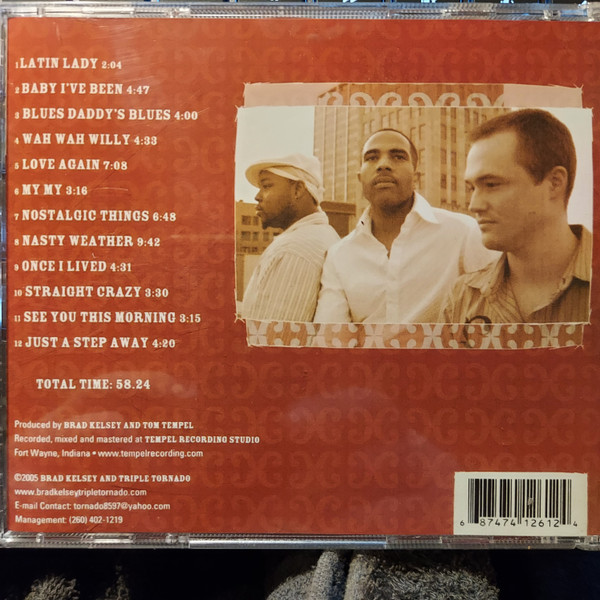 1 LATIN LADY 2:04
2 BABY I'VE BEEN 4:47
3 BLUES DADDY'S BLUES 4:00
4 WAH WAH WILLY 4:33
5 LOVE AGAIN 7:08
6 MY MY 3:16
7 NOSTALGIC THINGS 6:48
8 NASTY WEATHER 9:42
9 ONCE I LIVED 4:31
10 STRAIGHT CRAZY 3:30
11 SEE YOU THIS MORNING 3:15
12 JUST A STEP AWAY 4:20
TOTAL TIME: 58.24
Produced by BRAD KELSEY AND TOM TEMPEL
Recorded, mixed and mastered at TEMPEL RECORDING STUDIO
Fort Wayne, Indiana • www.tempelrecording.com
©2005 BRAD KELSEY AND TRIPLE TORNADO
www.bradkelseytripletornado.com
E-mail Contact: tornado8597@yahoo.com
Management: (260) 402-1219
6 87474 12612 4